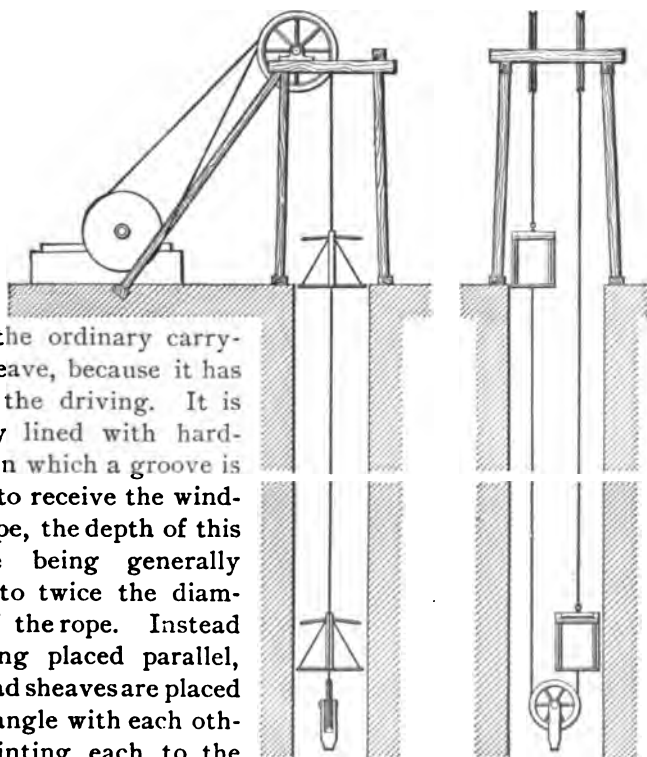 the ordinary carry-
eave, because it has
the driving. It is
y lined with hard-
n which a groove is
to receive the wind-
pe, the depth of this
e being generally
to twice the diam-
f the rope. Instead
ng placed parallel,
ad sheaves are placed
angle with each oth-
inting each to the